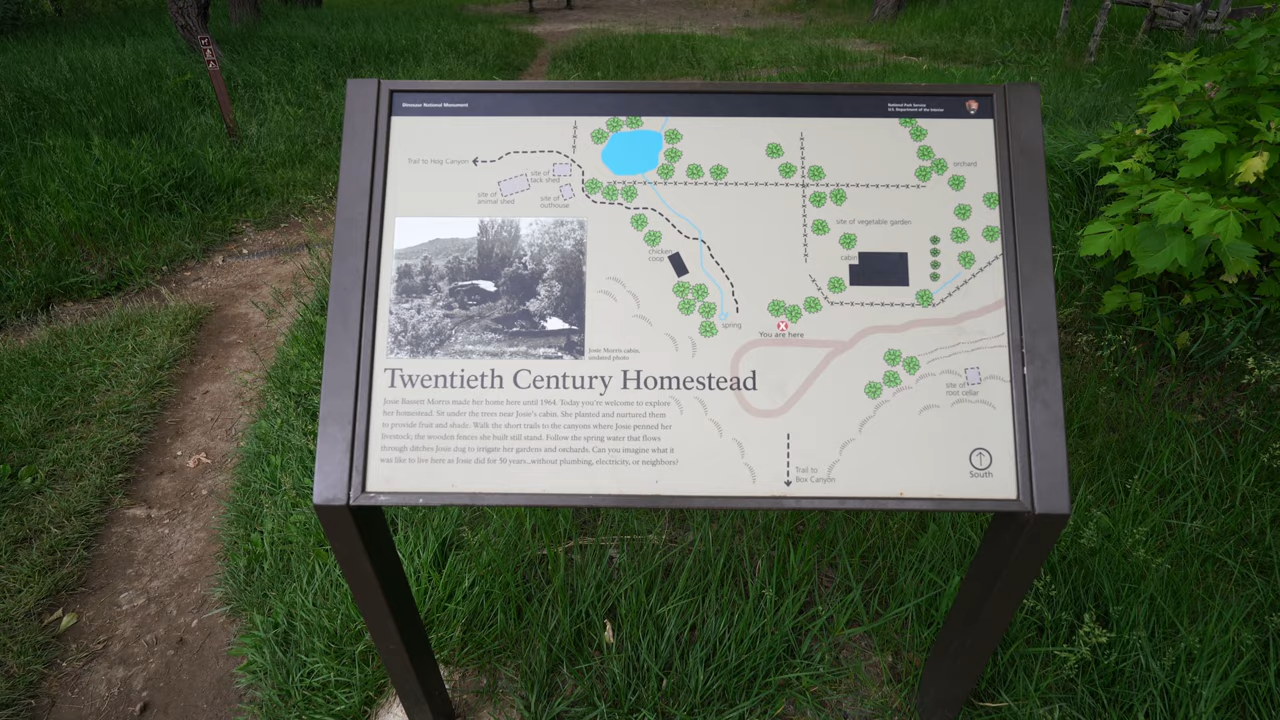 Dinosaur National Monument
National Park Service
U.S. Department of the Interior
Trail to Hog Canyon
site of
tack shed
site of
animal shed
site of
outhouse
orchard
site of vegetable garden
chicken
coop
cabin
spring
You are here
Josie Morris cabin,
undated photo
Twentieth Century Homestead
Josie Bassett Morris made her home here until 1964. Today you're welcome to explore
her homestead. Sit under the trees near Josie's cabin. She planted and nurtured them
to provide fruit and shade. Walk the short trails to the canyons where Josie penned her
livestock; the wooden fences she built still stand. Follow the spring water that flows
through ditches Josie dug to irrigate her gardens and orchards. Can you imagine what it
was like to live here as Josie did for 50 years...without plumbing, electricity, or neighbors?
site of
root cellar
Trail to
Box Canyon
South